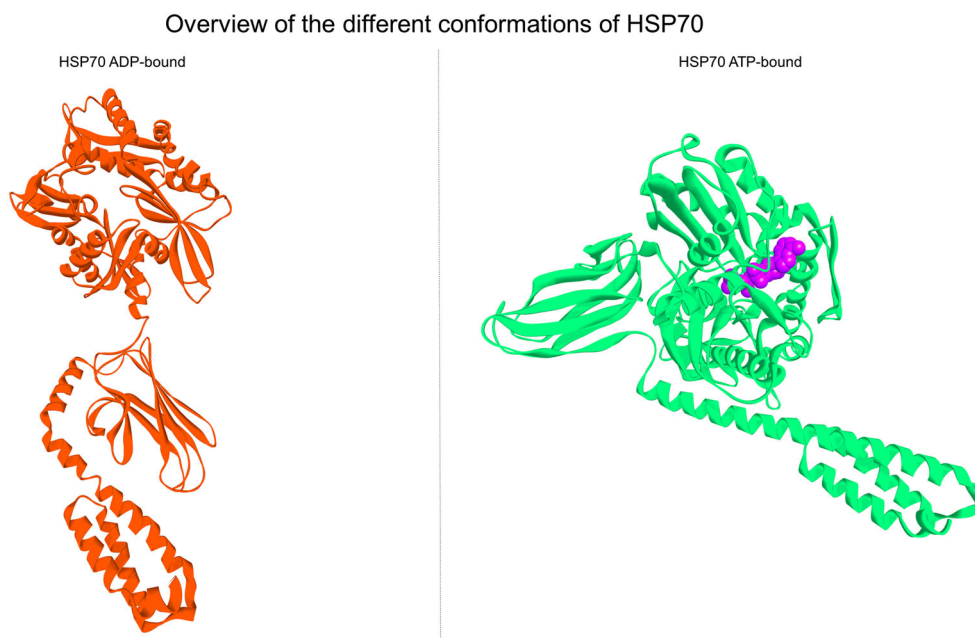 Overview of the different conformations of HSP70
HSP70 ADP-bound
HSP70 ATP-bound